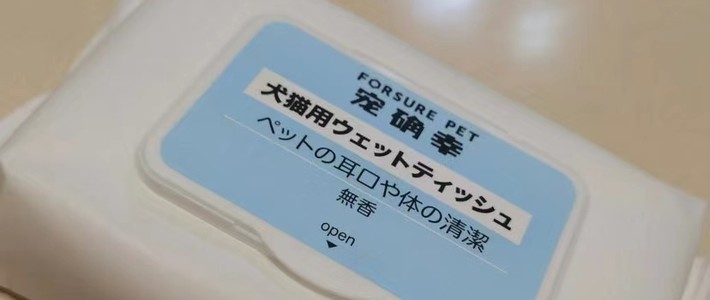 FORSURE PET
宠确幸
犬猫用ウェットティッシュ
ペットの耳口や体の清潔
無香
open